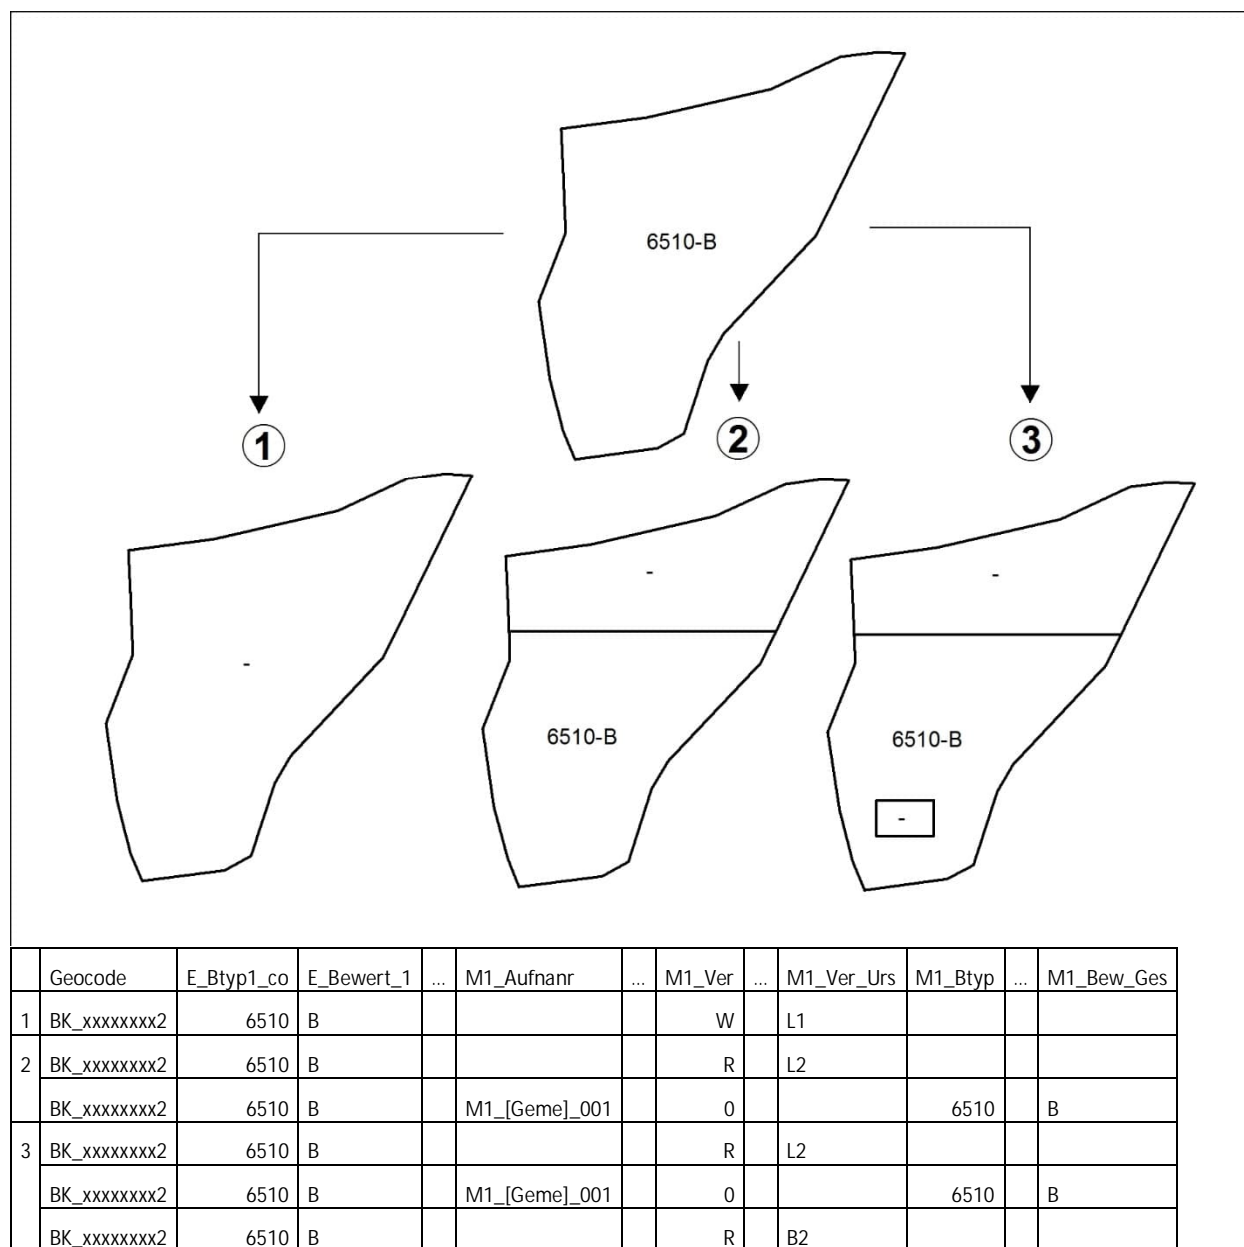 6510-B
1 2 3
-
-
-
6510-B
6510-B
-
Geocode E_Btyp1_co E_Bewert_1 ... M1_Aufnanr ... M1_Ver ... M1_Ver_Urs M1_Btyp ... M1_Bew_Ges
1 BK_xxxxxxxx2 6510 B W L1
2 BK_xxxxxxxx2 6510 B R L2
BK_xxxxxxxx2 6510 B M1_[Geme]_001 0 6510 B
3 BK_xxxxxxxx2 6510 B R L2
BK_xxxxxxxx2 6510 B M1_[Geme]_001 0 6510 B
BK_xxxxxxxx2 6510 B R B2